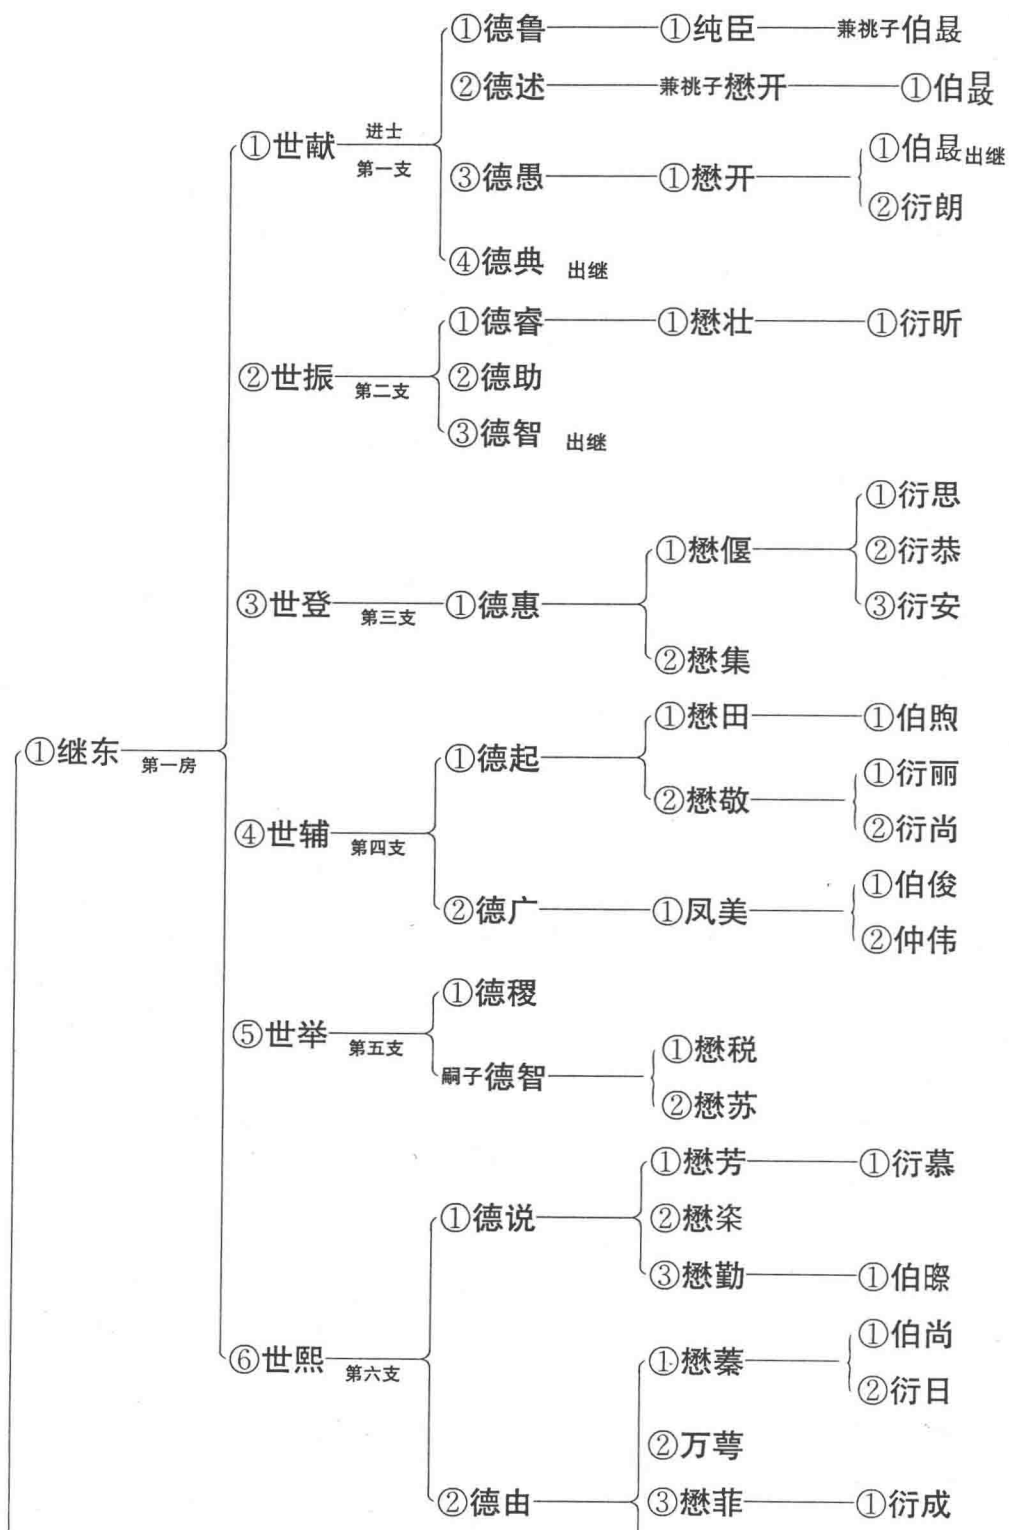 ①德鲁 ①纯臣 兼祧子伯
②德述 兼祧子懋开 ①伯
①世献 进士 第一支
③德愚 ①懋开 ①伯 出继
②衍朗
④德典 出继
①德睿 ①懋壮 ①衍昕
②世振 第二支 ②德助
③德智 出继
①衍思
①懋偃 ②衍恭
③世登 第三支 ①德惠 ③衍安
②懋集
①懋田 ①伯煦
①继东 第一房 ①德起 ①衍丽
②懋敬
④世辅 第四支 ②衍尚
①伯俊
②德广 ①凤美
②仲伟
①德稷
⑤世举 第五支 ①懋税
嗣子德智
②懋苏
①懋芳 ①衍慕
①德说 ②懋
③懋勤 ①伯
①伯尚
⑥世熙 第六支 ①懋蓁
②衍日
②万萼
②德由 ③懋菲 ①衍成